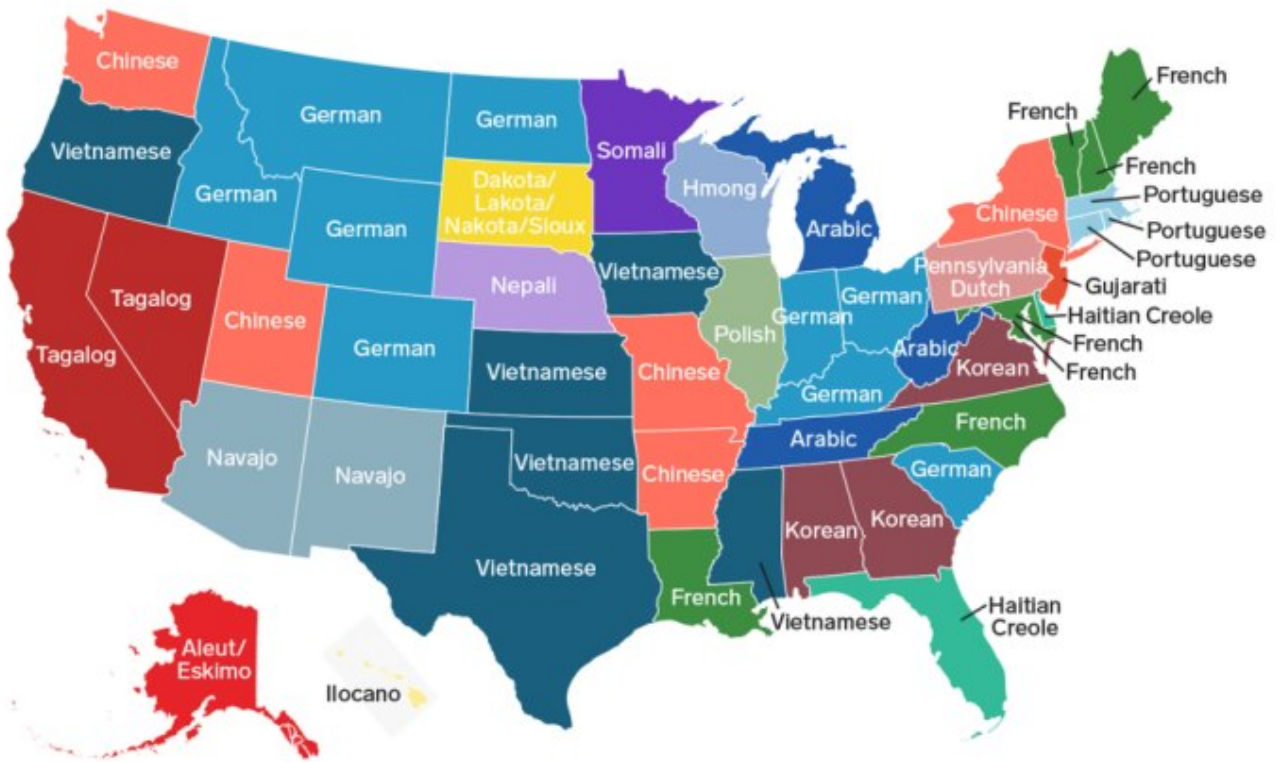 Chinese
Vietnamese
German
German
German
German
German
German
Dakota/
Lakota/
Nakota/Sioux
Nepali
Somali
Hmong
Vietnamese
Arabic
Polish
German
German
German
Tagalog
Tagalog
Chinese
Navajo
Navajo
Vietnamese
Vietnamese
Vietnamese
Chinese
Chinese
French
Vietnamese
Korean
Korean
Haitian
Creole
German
French
Arabic
Arabic
Korean
Pennsylvania
Dutch
Chinese
French
French
French
Portuguese
Portuguese
Portuguese
Gujarati
Haitian Creole
French
French
Aleut/
Eskimo
Ilocano